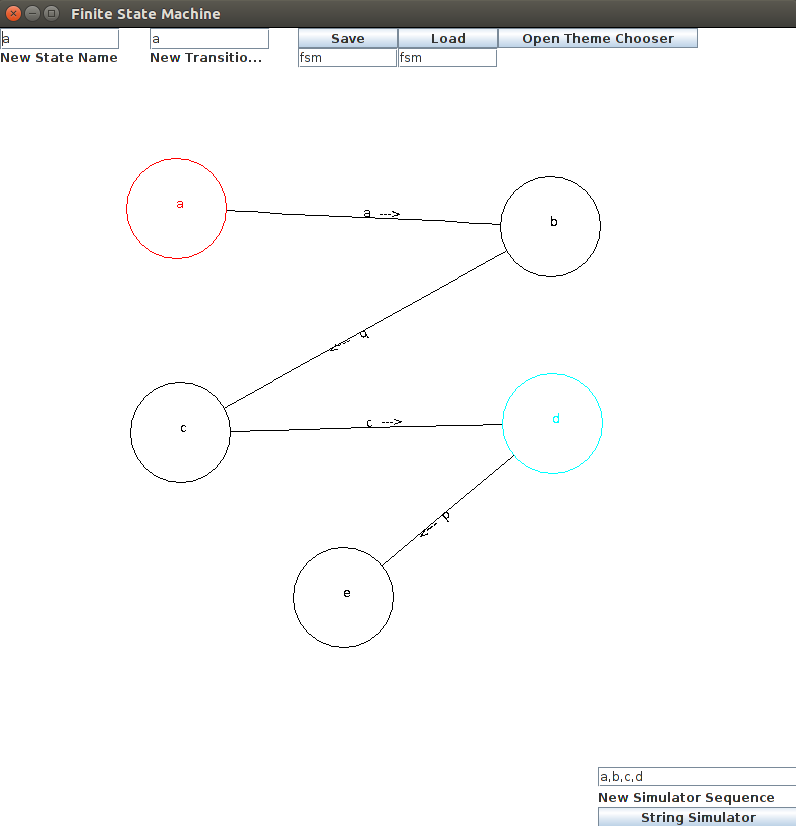 Finite State Machine
a a Save Load Open Theme Chooser
New State Name New Transitio... fsm fsm
a
a --->
b
b --->
c
c --->
d
d --->
e
a,b,c,d
New Simulator Sequence
String Simulator